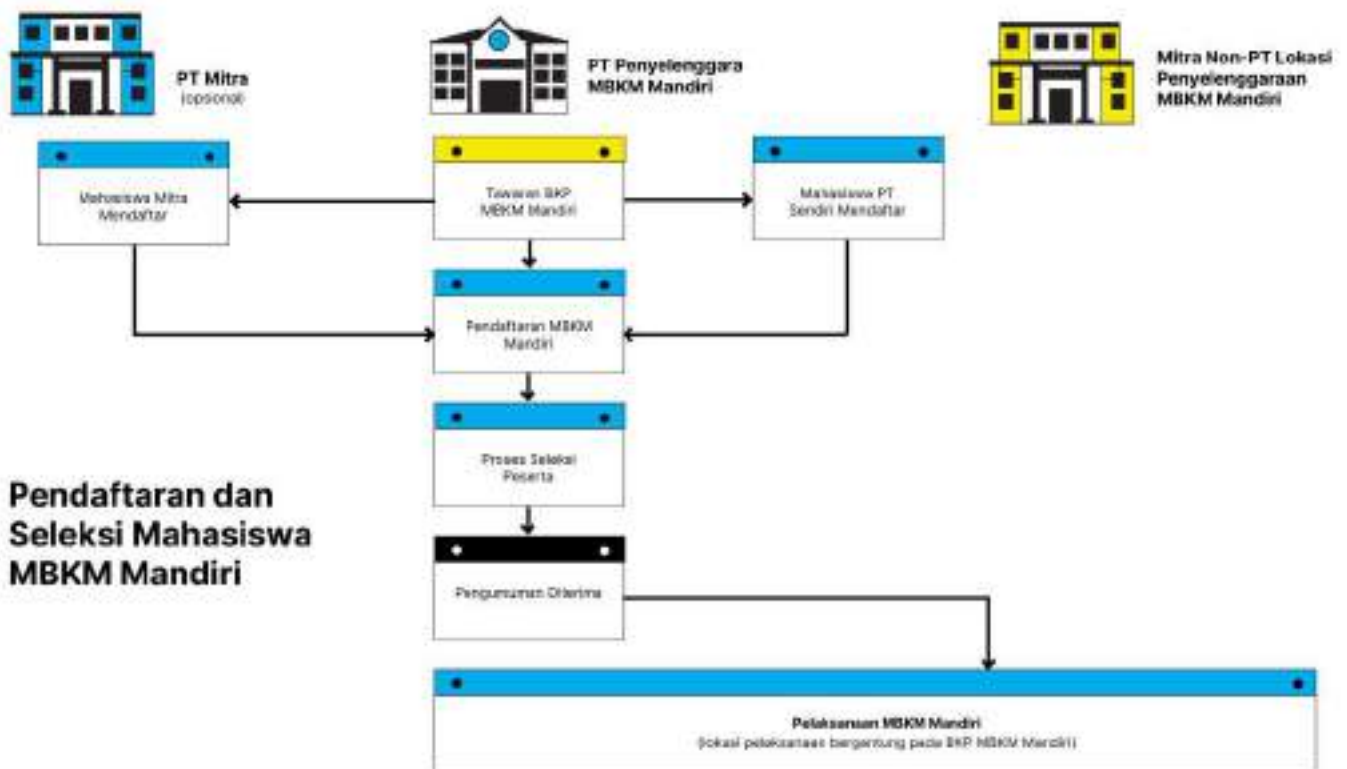 PT Mitra
(opsional)
PT Penyelenggara
MBKM Mandiri
Mitra Non-PT Lokasi
Penyelenggaraan
MBKM Mandiri
Mahasiswa Mitra
Mendaftar
Tawaran BKP
MBKM Mandiri
Mahasiswa PT
Sendiri Mendaftar
Pendaftaran MBKM
Mandiri
Proses Seleksi
Peserta
Pendaftaran dan
Seleksi Mahasiswa
MBKM Mandiri
Pengumuman Diterima
Pelaksanaan MBKM Mandiri
(lokasi pelaksanaan bergantung pada BKP MBKM Mandiri)